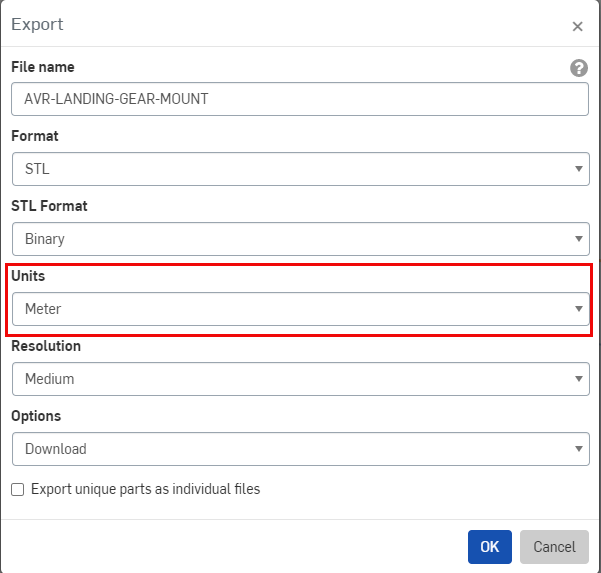 Export
File name
AVR-LANDING-GEAR-MOUNT
Format
STL
STL Format
Binary
Units
Meter
Resolution
Medium
Options
Download
Export unique parts as individual files
OK Cancel